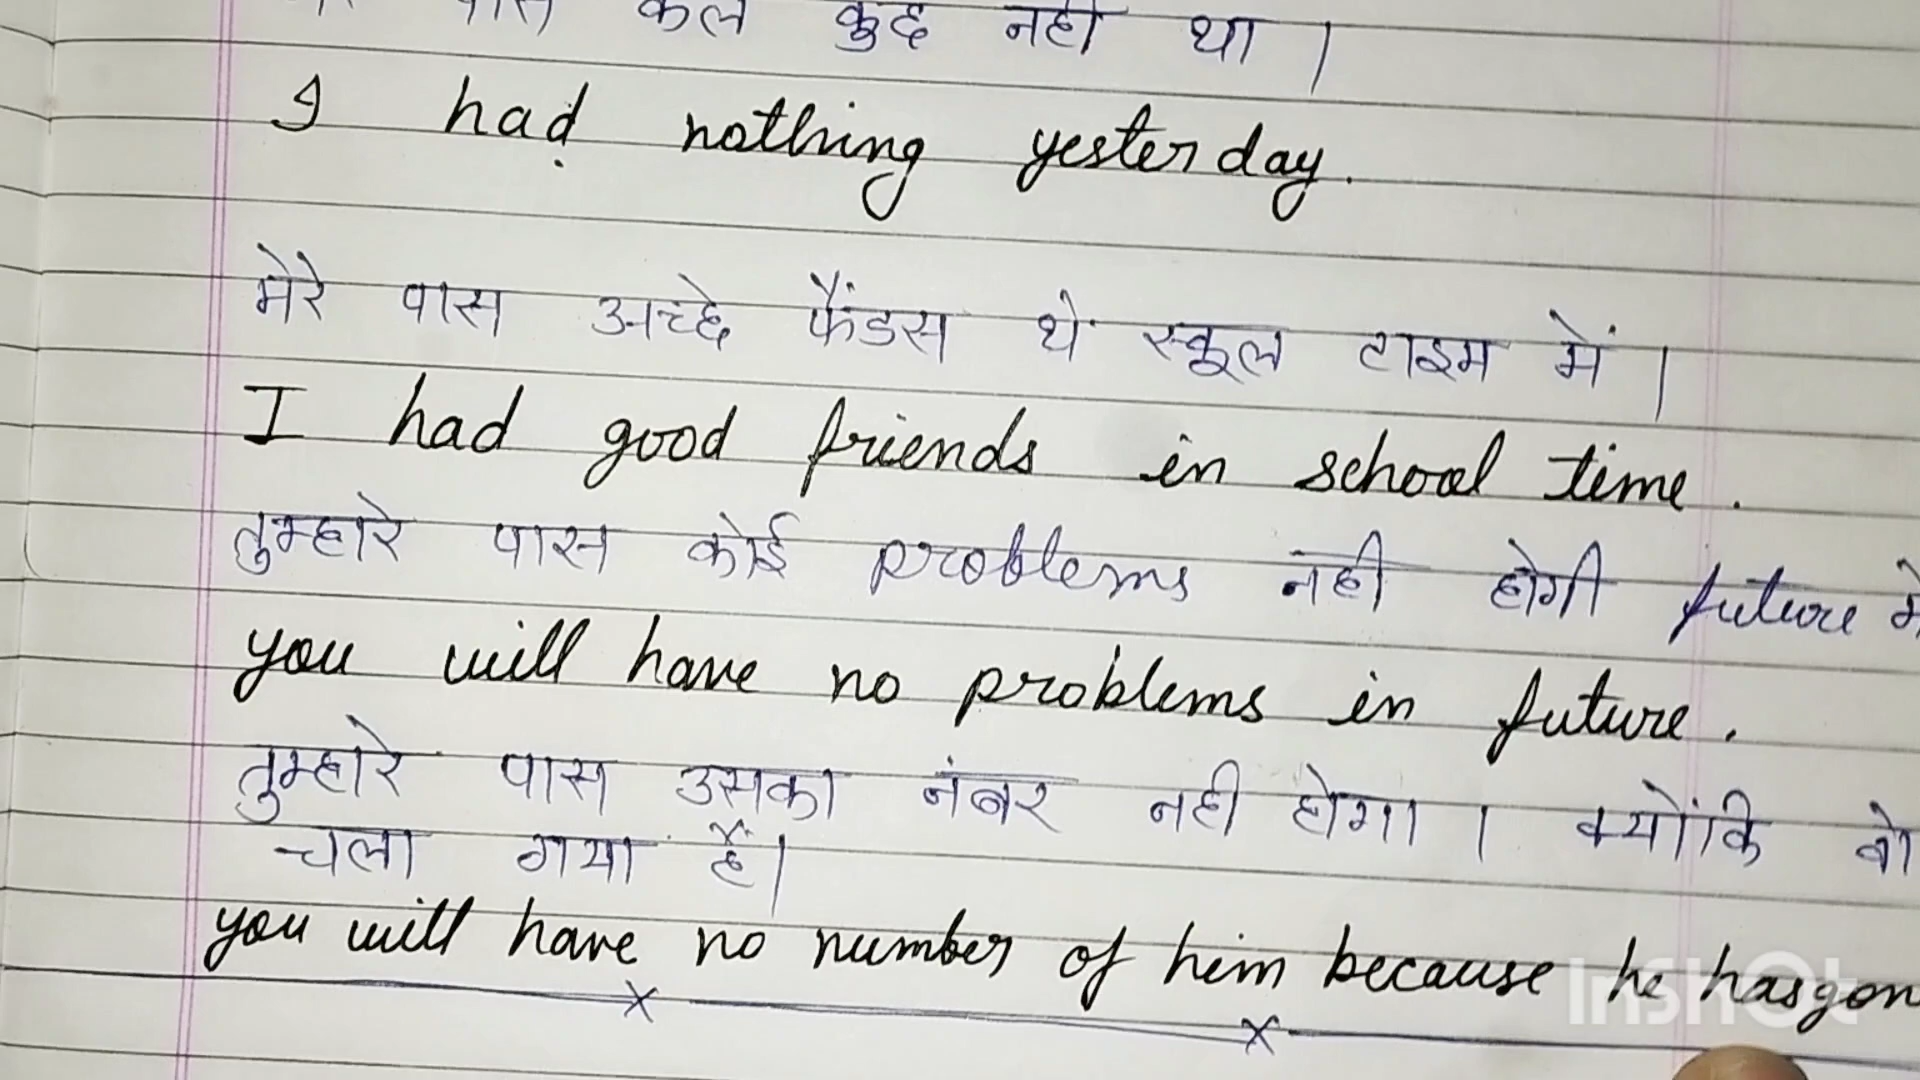 पास कल कुछ नही था |
I had nothing yesterday.
मेरे पास अच्छे फैंडस थे स्कूल टाइम में |
I had good friends in school time.
तुम्हारे पास कोई problems नही होगी future में
you will have no problems in future.
तुम्हारे पास उसका नंबर नही होगा | क्योंकि वो
चला गया है |
you will have no number of him because he has gon
InShOt